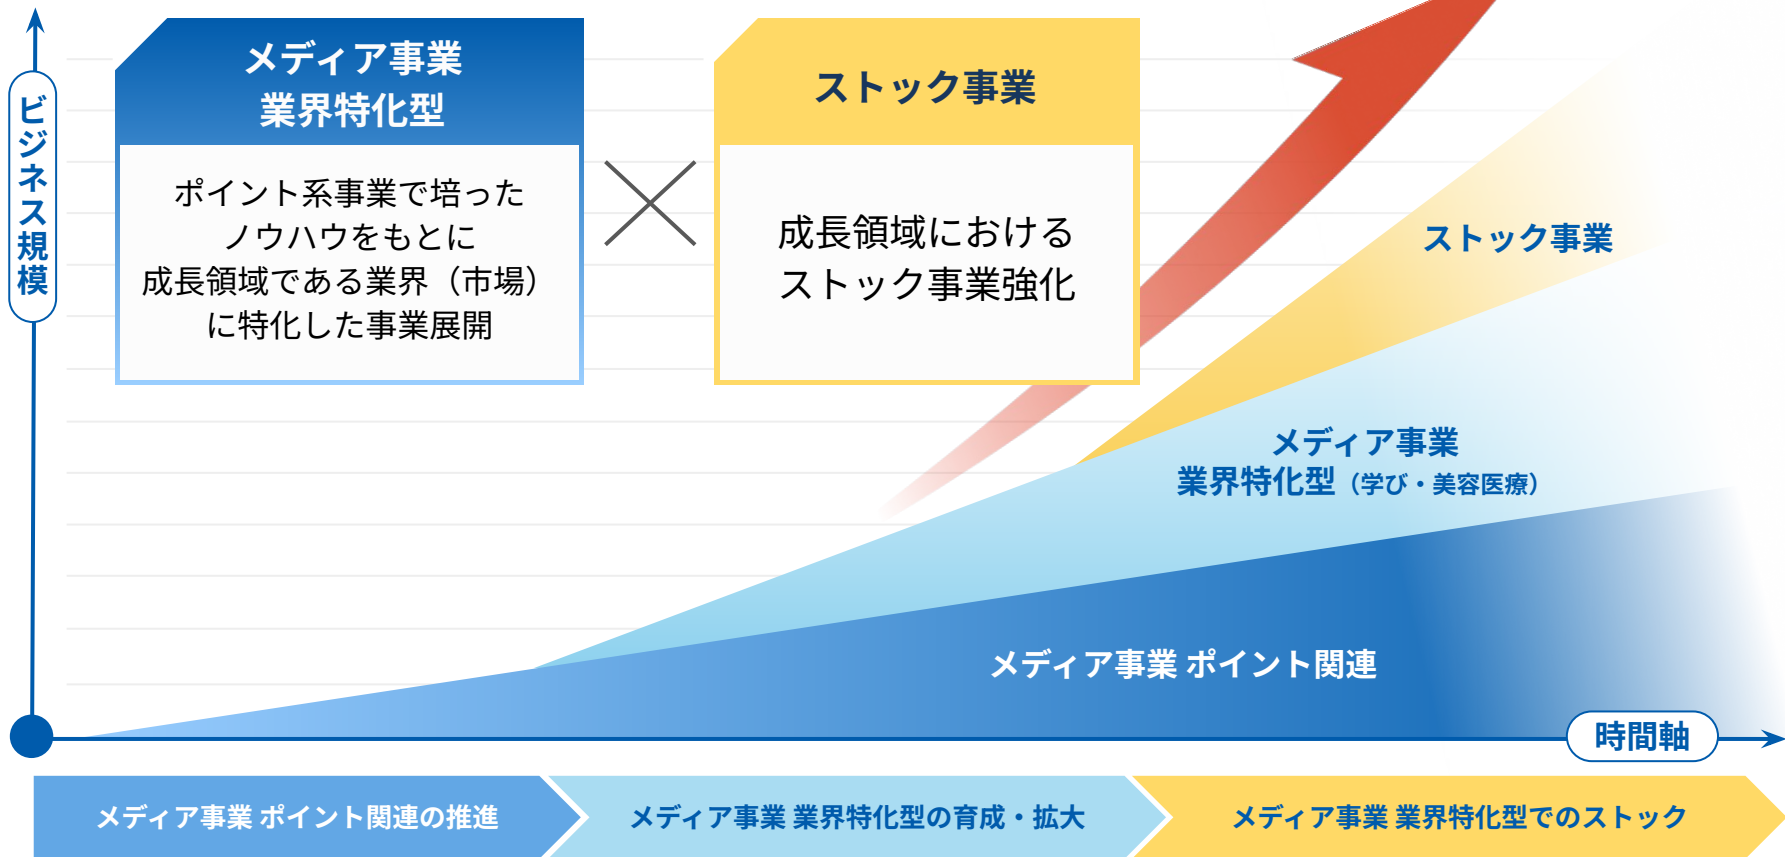 ビジネス規模
メディア事業
業界特化型
ポイント系事業で培った
ノウハウをもとに
成長領域である業界（市場）
に特化した事業展開
ストック事業
成長領域における
ストック事業強化
ストック事業
メディア事業
業界特化型（学び・美容医療）
メディア事業 ポイント関連
時間軸
メディア事業 ポイント関連の推進
メディア事業 業界特化型の育成・拡大
メディア事業 業界特化型でのストック